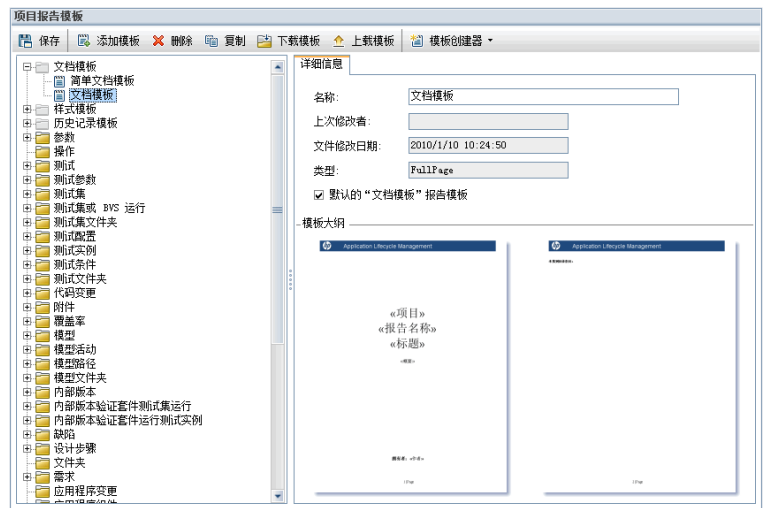 项目报告模板
保存 添加模板 删除 复制 下载模板 上载模板 模板创建器
文档模板
简单文档模板
文档模板
样式模板
历史记录模板
参数
操作
测试
测试参数
测试集
测试集或 BVS 运行
测试集文件夹
测试配置
测试实例
测试条件
测试文件夹
代码变更
附件
覆盖率
模型
模型活动
模型路径
模型文件夹
内部版本
内部版本验证套件测试集运行
内部版本验证套件运行测试实例
缺陷
设计步骤
文件夹
需求
应用程序变更
详细信息
名称: 文档模板
上次修改者:
文件修改日期: 2010/1/10 10:24:50
类型: FullPage
默认的“文档模板”报告模板
模板大纲
hp Application Lifecycle Management
«项目»
«报告名称»
«标题»
hp Application Lifecycle Management